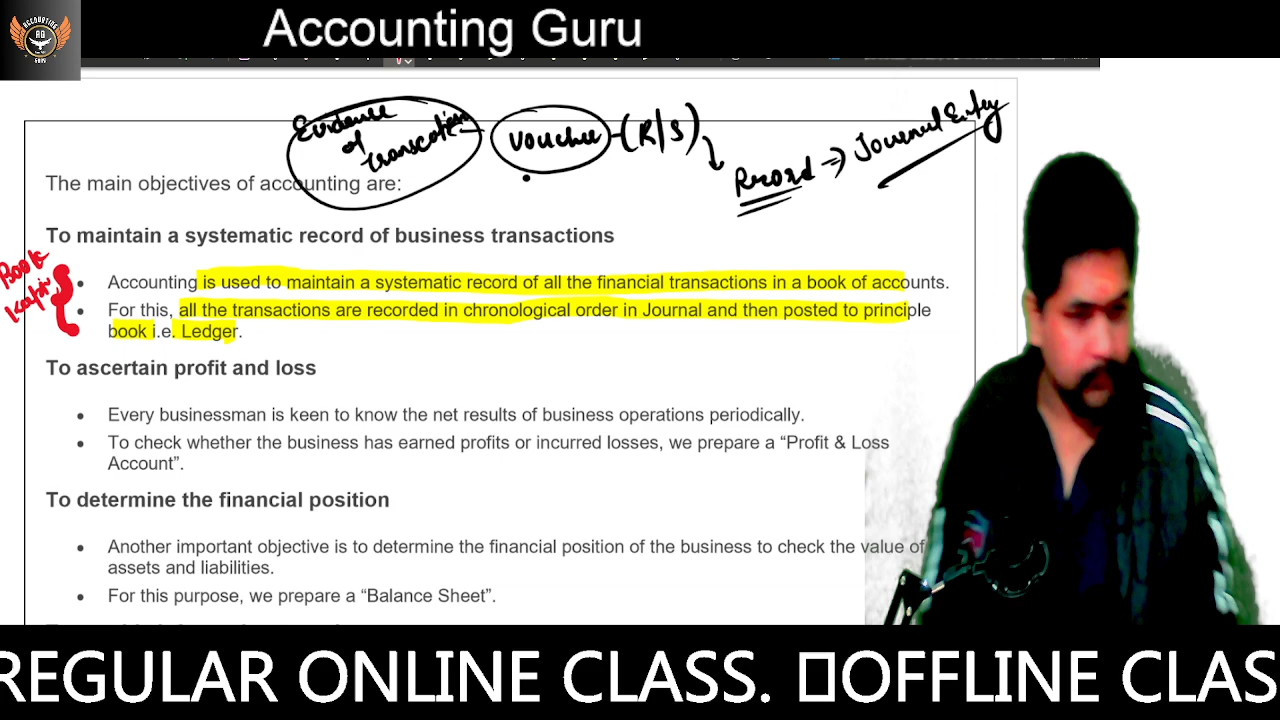 Accounting Guru
ACCOUNTING
AG
GURU
Evidence
of
Transcation
Voucher - (R/S)
Record => Journal Entry
The main objectives of accounting are:
To maintain a systematic record of business transactions
Book
• Accounting is used to maintain a systematic record of all the financial transactions in a book of accounts.
• For this, all the transactions are recorded in chronological order in Journal and then posted to principle
book i.e. Ledger.
To ascertain profit and loss
• Every businessman is keen to know the net results of business operations periodically.
• To check whether the business has earned profits or incurred losses, we prepare a “Profit & Loss
Account”.
To determine the financial position
• Another important objective is to determine the financial position of the business to check the value of
assets and liabilities.
• For this purpose, we prepare a “Balance Sheet”.
REGULAR ONLINE CLASS. OFFLINE CLAS